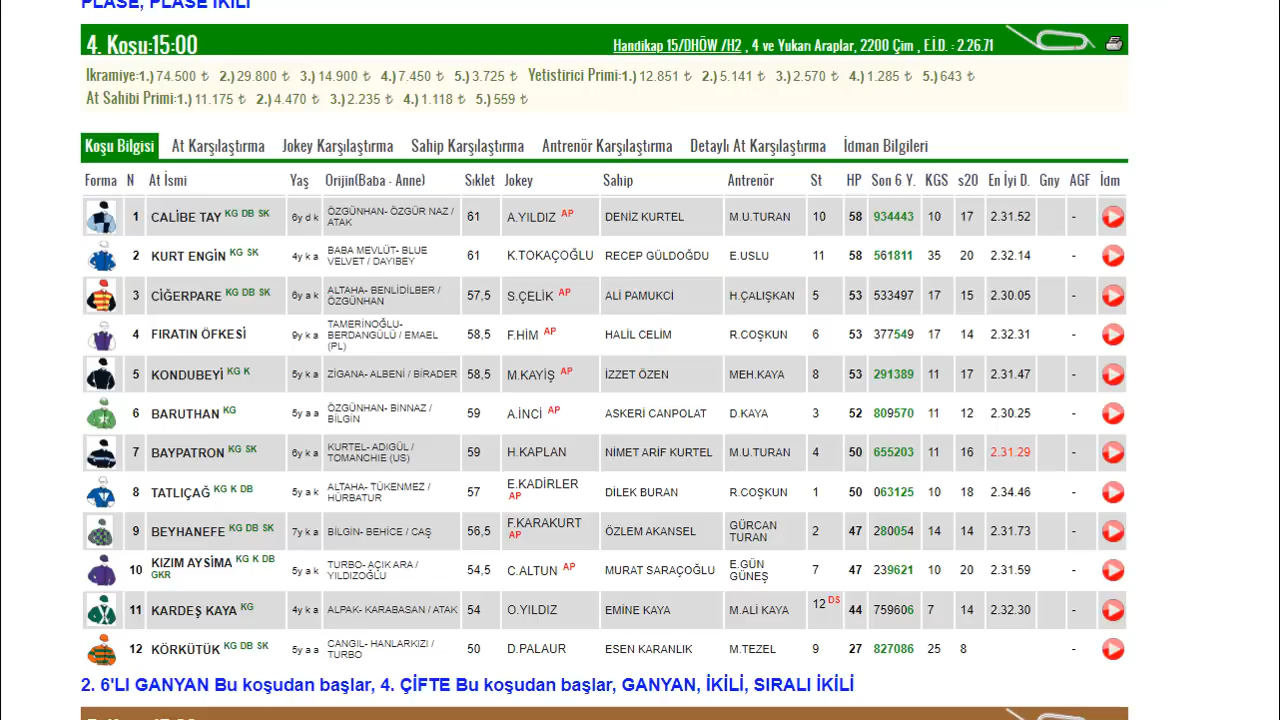 PLASE, PLASE İKİLİ
4. Koşu:15:00 Handikap 15/DHÖW /H2 , 4 ve Yukarı Araplar, 2200 Çim , E.İ.D. : 2.26.71
Ikramiye:1.) 74.500 ₺ 2.) 29.800 ₺ 3.) 14.900 ₺ 4.) 7.450 ₺ 5.) 3.725 ₺ Yetistirici Primi:1.) 12.851 ₺ 2.) 5.141 ₺ 3.) 2.570 ₺ 4.) 1.285 ₺ 5.) 643 ₺
At Sahibi Primi:1.) 11.175 ₺ 2.) 4.470 ₺ 3.) 2.235 ₺ 4.) 1.118 ₺ 5.) 559 ₺
Koşu Bilgisi At Karşılaştırma Jokey Karşılaştırma Sahip Karşılaştırma Antrenör Karşılaştırma Detaylı At Karşılaştırma İdman Bilgileri
Forma N At İsmi Yaş Orijin(Baba - Anne) Sıklet Jokey Sahip Antrenör St HP Son 6 Y. KGS s20 En İyi D. Gny AGF İdm
1 CALİBE TAY KG DB SK 6y d k ÖZGÜNHAN- ÖZGÜR NAZ / ATAK 61 A.YILDIZ AP DENİZ KURTEL M.U.TURAN 10 58 934443 10 17 2.31.52 -
2 KURT ENGİN KG SK 4y k a BABA MEVLÜT- BLUE VELVET / DAYIBEY 61 K.TOKAÇOĞLU RECEP GÜLDOĞDU E.USLU 11 58 561811 35 20 2.32.14 -
3 CİĞERPARE KG DB SK 6y a k ALTAHA- BENLİDİLBER / ÖZGÜNHAN 57,5 S.ÇELİK AP ALİ PAMUKCİ H.ÇALIŞKAN 5 53 533497 17 15 2.30.05 -
4 FIRATIN ÖFKESİ 9y k a TAMERİNOĞLU- BERDANGÜLÜ / EMAEL (PL) 58,5 F.HİM AP HALİL CELİM R.COŞKUN 6 53 377549 17 14 2.32.31 -
5 KONDUBEYİ KG K 5y k a ZİGANA- ALBENİ / BİRADER 58,5 M.KAYİŞ AP İZZET ÖZEN MEH.KAYA 8 53 291389 11 17 2.31.47 -
6 BARUTHAN KG 5y a a ÖZGÜNHAN- BİNNAZ / BİLGİN 59 A.İNCİ AP ASKERİ CANPOLAT D.KAYA 3 52 809570 11 12 2.30.25 -
7 BAYPATRON KG SK 6y k a KURTEL- ADIGÜL / TOMANCHIE (US) 59 H.KAPLAN NİMET ARİF KURTEL M.U.TURAN 4 50 655203 11 16 2.31.29 -
8 TATLIÇAĞ KG K DB 5y a k ALTAHA- TÜKENMEZ / HÜRBATUR 57 E.KADİRLER AP DİLEK BURAN R.COŞKUN 1 50 063125 10 18 2.34.46 -
9 BEYHANEFE KG DB SK 7y k a BİLGİN- BEHİCE / CAŞ 56,5 F.KARAKURT AP ÖZLEM AKANSEL GÜRCAN TURAN 2 47 280054 14 14 2.31.73 -
10 KIZIM AYSİMA KG K DB GKR 5y a k TURBO- AÇIK ARA / YILDIZOĞLU 54,5 C.ALTUN AP MURAT SARAÇOĞLU E.GÜN GÜNEŞ 7 47 239621 10 20 2.31.59 -
11 KARDEŞ KAYA KG 4y k a ALPAK- KARABASAN / ATAK 54 O.YILDIZ EMİNE KAYA M.ALİ KAYA 12 DS 44 759606 7 14 2.32.30 -
12 KÖRKÜTÜK KG DB SK 5y a a CANGIL- HANLARKIZI / TURBO 50 D.PALAUR ESEN KARANLIK M.TEZEL 9 27 827086 25 8 -
2. 6'LI GANYAN Bu koşudan başlar, 4. ÇİFTE Bu koşudan başlar, GANYAN, İKİLİ, SIRALI İKİLİ